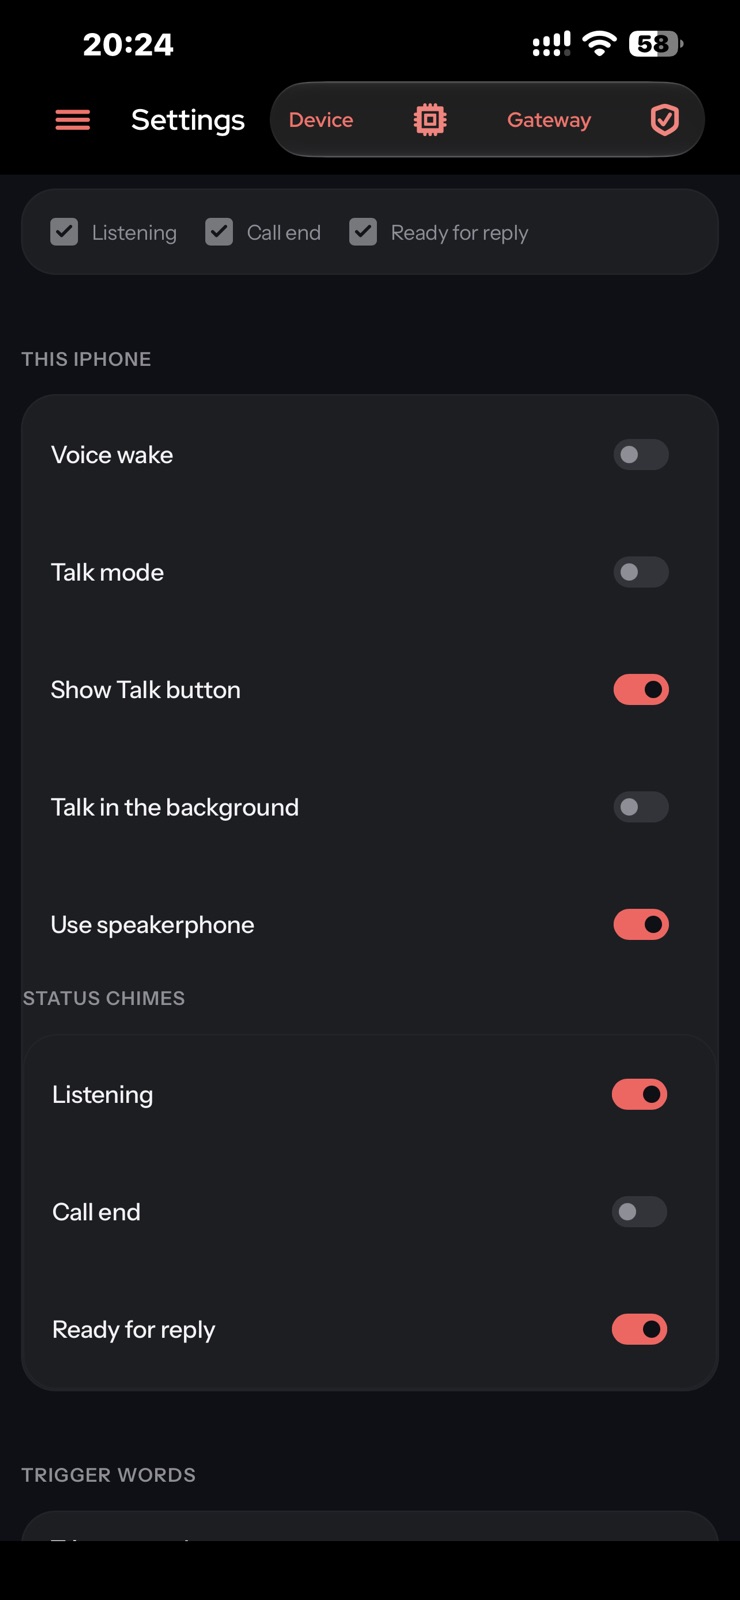 20:24
58
Settings
Device
Gateway
Listening
Call end
Ready for reply
THIS IPHONE
Voice wake
Talk mode
Show Talk button
Talk in the background
Use speakerphone
STATUS CHIMES
Listening
Call end
Ready for reply
TRIGGER WORDS